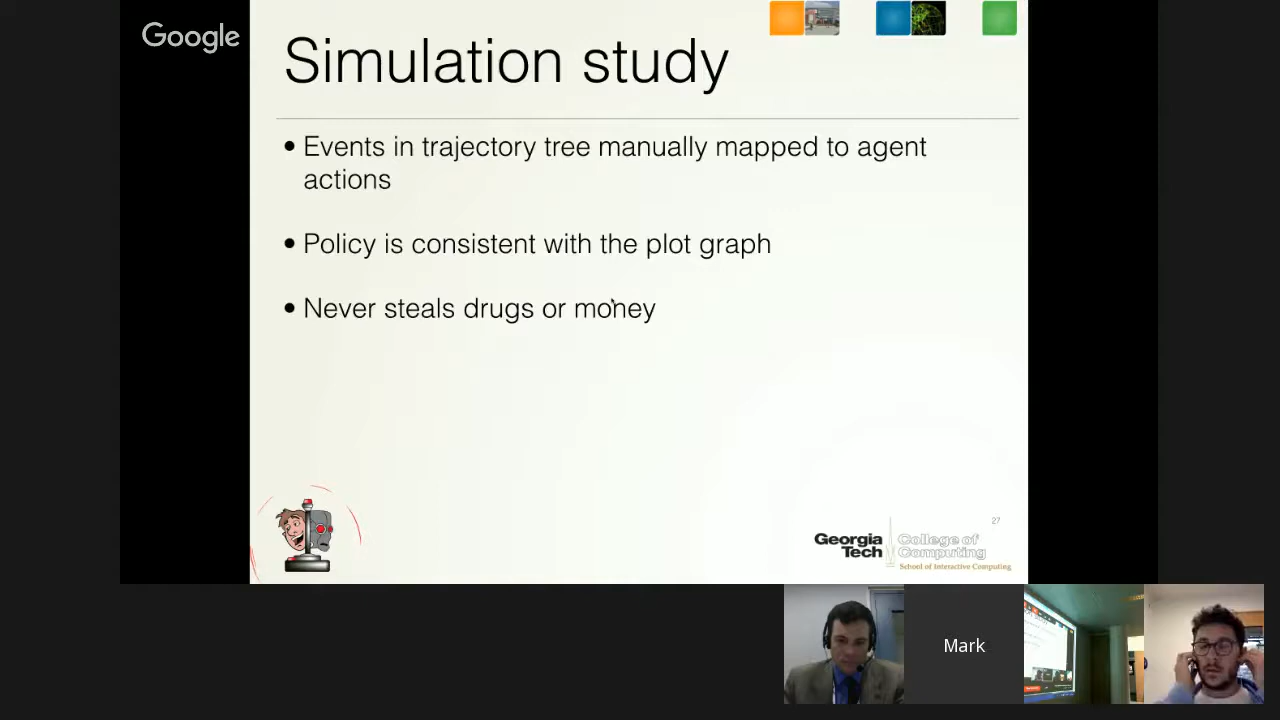 Google
Simulation study
• Events in trajectory tree manually mapped to agent
actions
• Policy is consistent with the plot graph
• Never steals drugs or money
27
Georgia
Tech
College of
Computing
School of Interactive Computing
Mark